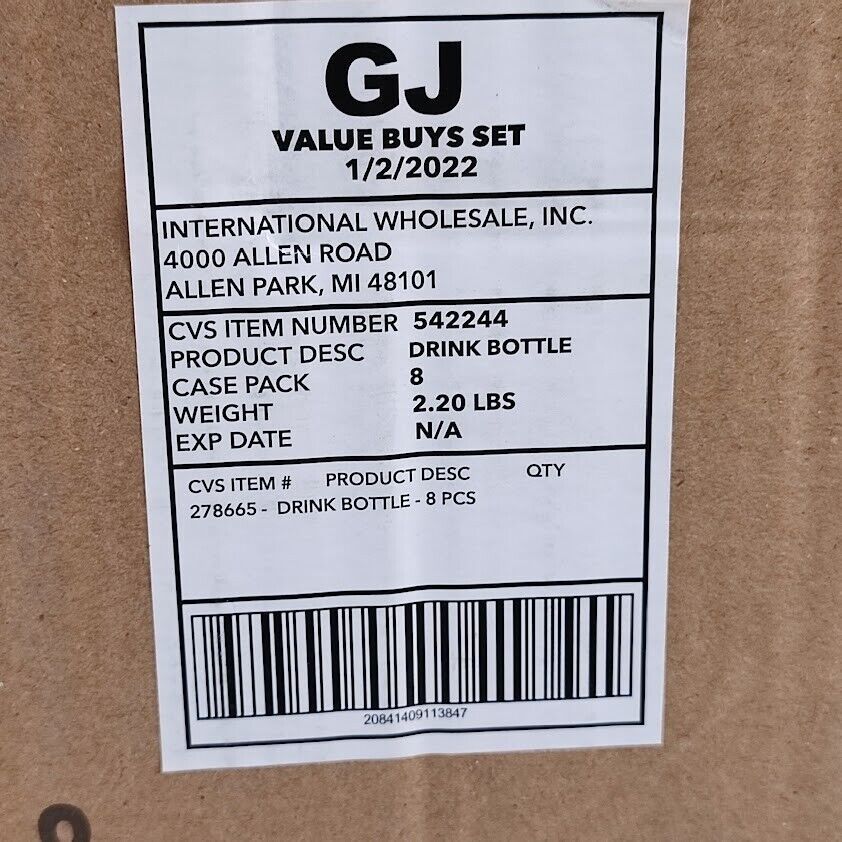 GJ
VALUE BUYS SET
1/2/2022
INTERNATIONAL WHOLESALE, INC.
4000 ALLEN ROAD
ALLEN PARK, MI 48101
CVS ITEM NUMBER 542244
PRODUCT DESC DRINK BOTTLE
CASE PACK 8
WEIGHT 2.20 LBS
EXP DATE N/A
CVS ITEM # PRODUCT DESC QTY
278665 - DRINK BOTTLE - 8 PCS
20841409113847